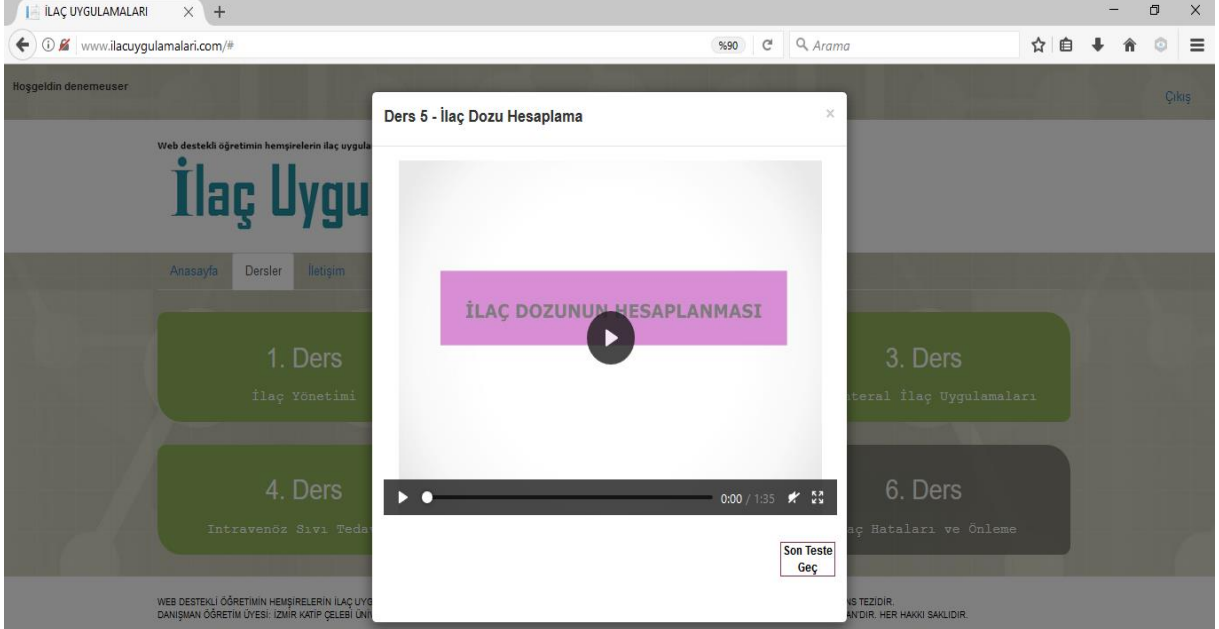 İLAÇ UYGULAMALARI
www.ilacuygulamalari.com/#
%90
Arama
Hoşgeldin denemeuser
Çıkış
Ders 5 - İlaç Dozu Hesaplama
Web destekli öğretimin hemşirelerin ilaç uygula
İlaç Uygu
Anasayfa
Dersler
İletişim
İLAÇ DOZUNUN HESAPLANMASI
1. Ders
İlaç Yönetimi
3. Ders
teral İlaç Uygulamaları
4. Ders
Intravenöz Sıvı Teda
6. Ders
aç Hataları ve Önleme
0:00 / 1:35
Son Teste
Geç
WEB DESTEKLİ ÖĞRETİMİN HEMŞİRELERİN İLAÇ UYG
NS TEZİDİR.
DANIŞMAN ÖĞRETİM ÜYESİ: İZMİR KATİP ÇELEBİ ÜNİ
AN'DIR. HER HAKKI SAKLIDIR.